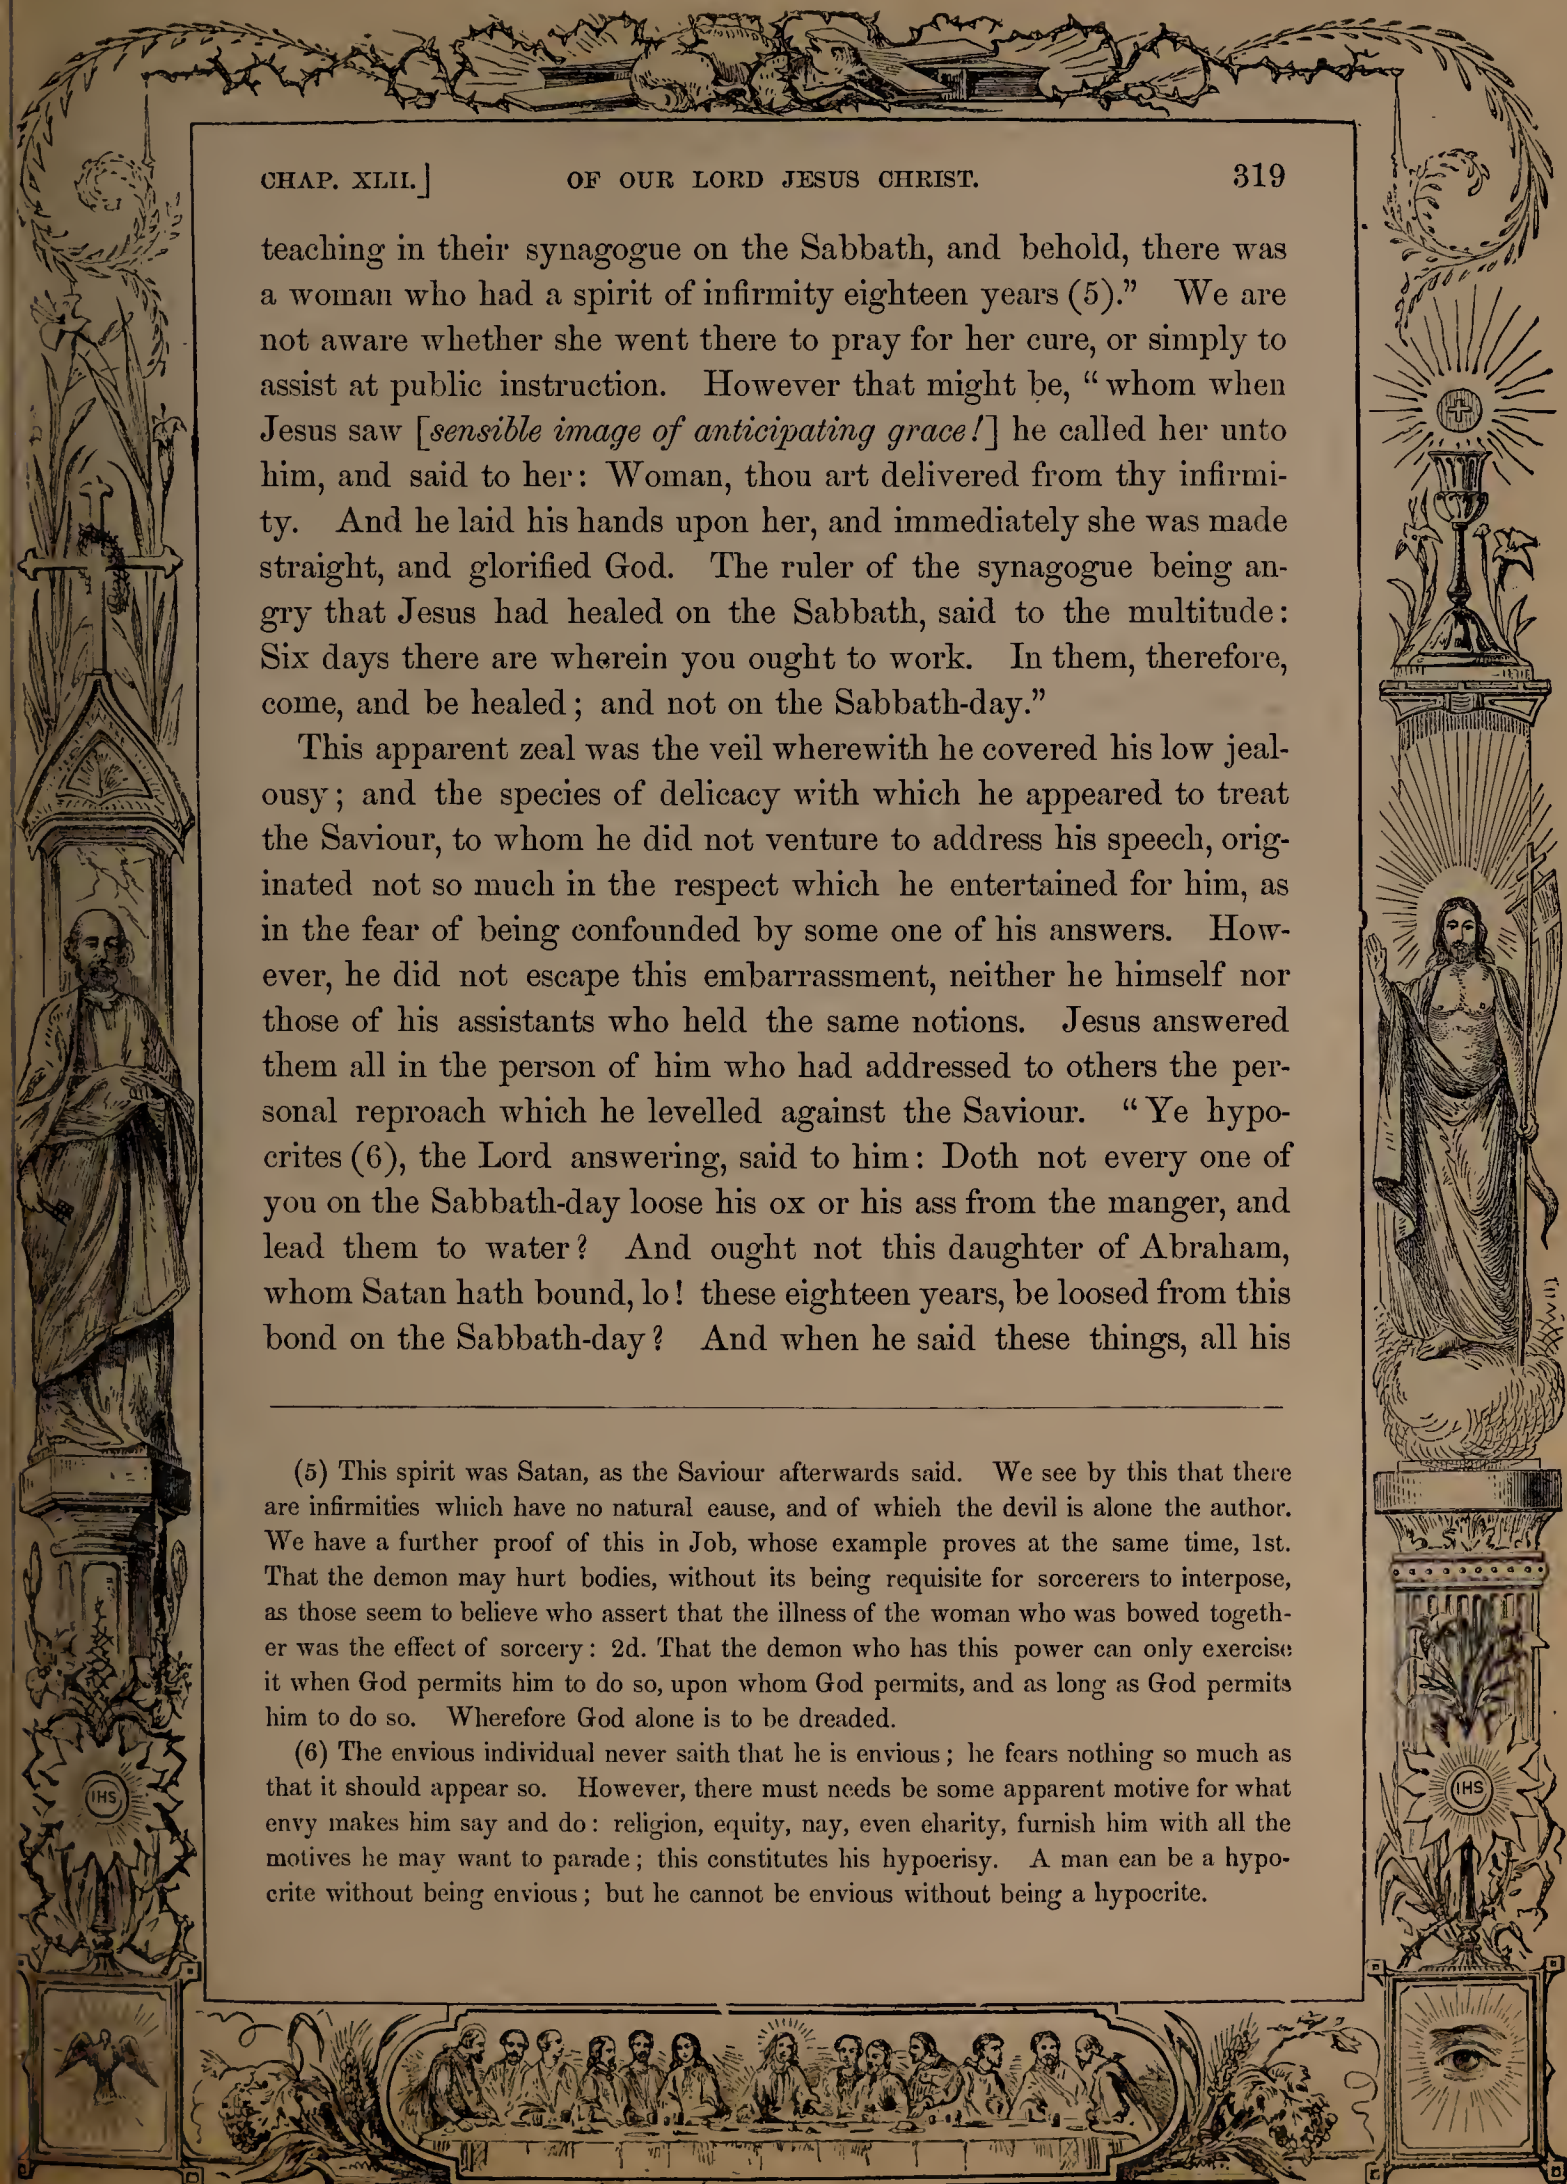 CHAP. XLII.] OF OUR LORD JESUS CHRIST. 319
teaching in their synagogue on the Sabbath, and behold, there was
a woman who had a spirit of infirmity eighteen years (5).” We are
not aware whether she went there to pray for her cure, or simply to
assist at public instruction. However that might be, “ whom when
Jesus saw [sensible image of anticipating grace!] he called her unto
him, and said to her: Woman, thou art delivered from thy infirmi-
ty. And he laid his hands upon her, and immediately she was made
straight, and glorified God. The ruler of the synagogue being an-
gry that Jesus had healed on the Sabbath, said to the multitude:
Six days there are wherein you ought to work. In them, therefore,
come, and be healed; and not on the Sabbath-day.”
This apparent zeal was the veil wherewith he covered his low jeal-
ousy; and the species of delicacy with which he appeared to treat
the Saviour, to whom he did not venture to address his speech, orig-
inated not so much in the respect which he entertained for him, as
in the fear of being confounded by some one of his answers. How-
ever, he did not escape this embarrassment, neither he himself nor
those of his assistants who held the same notions. Jesus answered
them all in the person of him who had addressed to others the per-
sonal reproach which he levelled against the Saviour. “ Ye hypo-
crites (6), the Lord answering, said to him: Doth not every one of
you on the Sabbath-day loose his ox or his ass from the manger, and
lead them to water? And ought not this daughter of Abraham,
whom Satan hath bound, lo! these eighteen years, be loosed from this
bond on the Sabbath-day? And when he said these things, all his
(5) This spirit was Satan, as the Saviour afterwards said. We see by this that there
are infirmities which have no natural cause, and of which the devil is alone the author.
We have a further proof of this in Job, whose example proves at the same time, 1st.
That the demon may hurt bodies, without its being requisite for sorcerers to interpose,
as those seem to believe who assert that the illness of the woman who was bowed togeth-
er was the effect of sorcery: 2d. That the demon who has this power can only exercise
it when God permits him to do so, upon whom God permits, and as long as God permits
him to do so. Wherefore God alone is to be dreaded.
(6) The envious individual never saith that he is envious; he fears nothing so much as
that it should appear so. However, there must needs be some apparent motive for what
envy makes him say and do: religion, equity, nay, even charity, furnish him with all the
motives he may want to parade; this constitutes his hypocrisy. A man can be a hypo-
crite without being envious; but he cannot be envious without being a hypocrite.
IHS
IHS